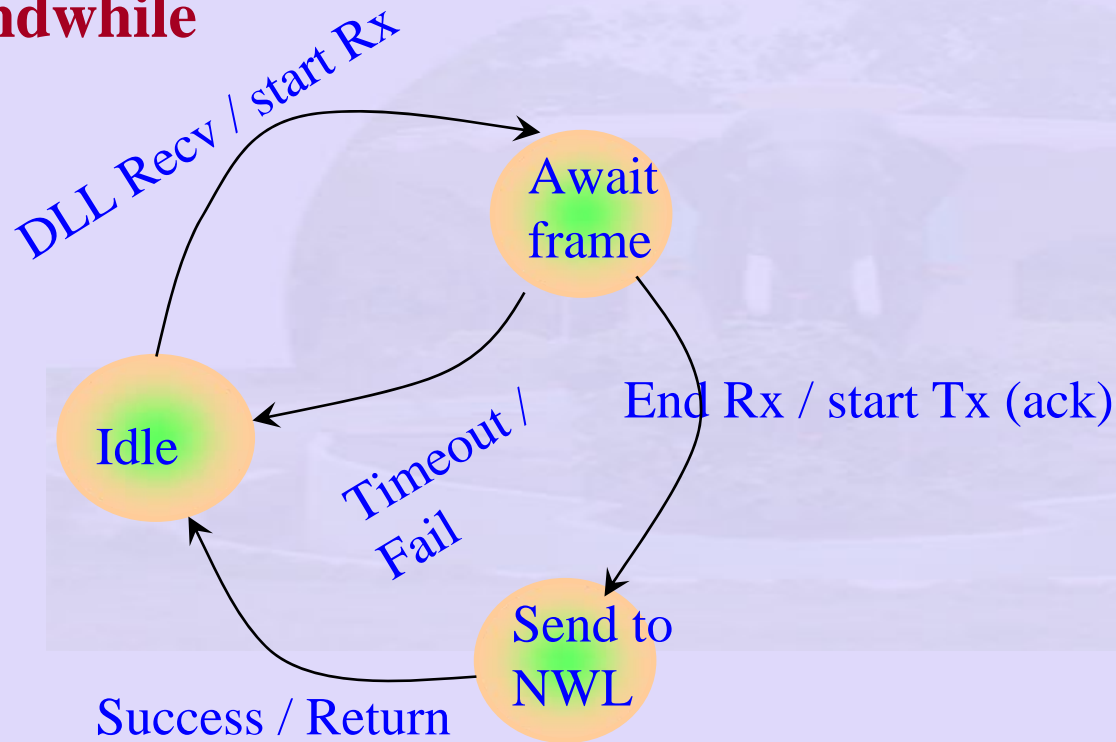 ndwhile
DLL Recv / start Rx
Await
frame
End Rx / start Tx (ack)
Idle
Timeout /
Fail
Send to
NWL
Success / Return